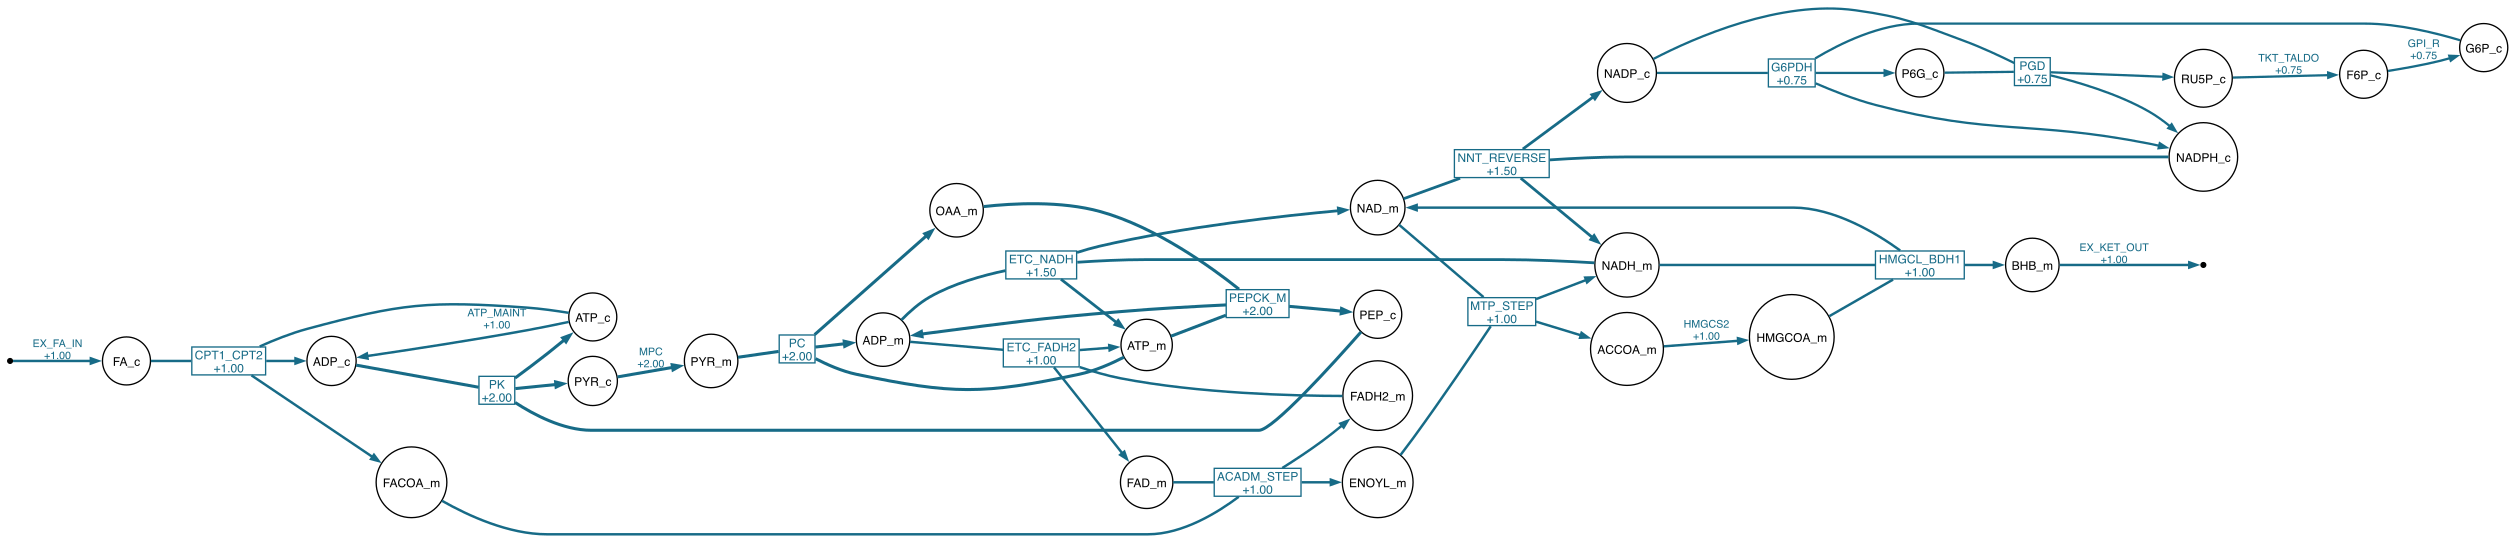 EX_FA_IN
+1.00
FA_c
CPT1_CPT2
+1.00
ADP_c
FACOA_m
ATP_MAINT
+1.00
PK
+2.00
ATP_c
PYR_c
MPC
+2.00
PYR_m
PC
+2.00
ADP_m
OAA_m
ETC_NADH
+1.50
ETC_FADH2
+1.00
ATP_m
FAD_m
PEPCK_M
+2.00
ACADM_STEP
+1.00
NAD_m
PEP_c
FADH2_m
ENOYL_m
NNT_REVERSE
+1.50
MTP_STEP
+1.00
NADP_c
NADH_m
ACCOA_m
HMGCS2
+1.00
G6PDH
+0.75
HMGCOA_m
P6G_c
HMGCL_BDH1
+1.00
PGD
+0.75
BHB_m
EX_KET_OUT
+1.00
RU5P_c
NADPH_c
TKT_TALDO
+0.75
F6P_c
GPI_R
+0.75
G6P_c